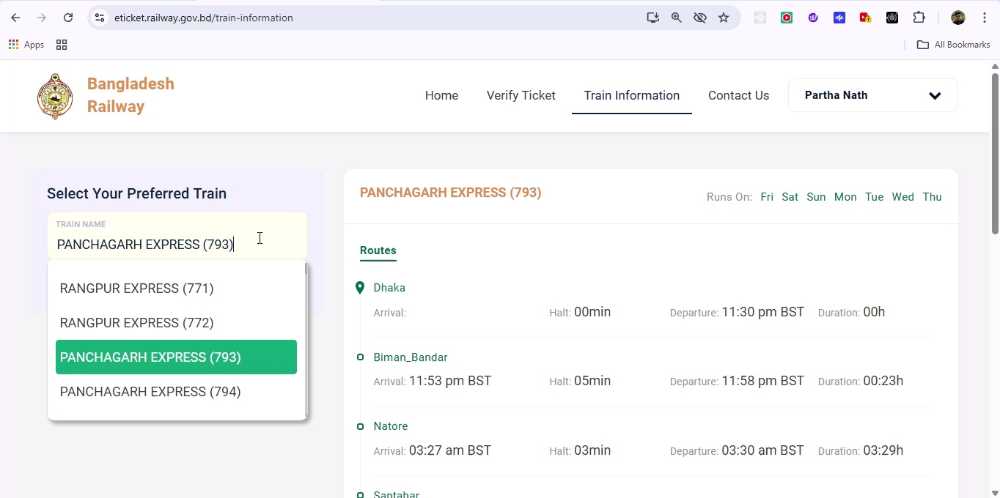 eticket.railway.gov.bd/train-information
Apps
All Bookmarks
Bangladesh
Railway
Home
Verify Ticket
Train Information
Contact Us
Partha Nath
Select Your Preferred Train
TRAIN NAME
PANCHAGARH EXPRESS (793)
RANGPUR EXPRESS (771)
RANGPUR EXPRESS (772)
PANCHAGARH EXPRESS (793)
PANCHAGARH EXPRESS (794)
PANCHAGARH EXPRESS (793)
Runs On: Fri Sat Sun Mon Tue Wed Thu
Routes
Dhaka
Arrival: Halt: 00min Departure: 11:30 pm BST Duration: 00h
Biman_Bandar
Arrival: 11:53 pm BST Halt: 05min Departure: 11:58 pm BST Duration: 00:23h
Natore
Arrival: 03:27 am BST Halt: 03min Departure: 03:30 am BST Duration: 03:29h
Santahar